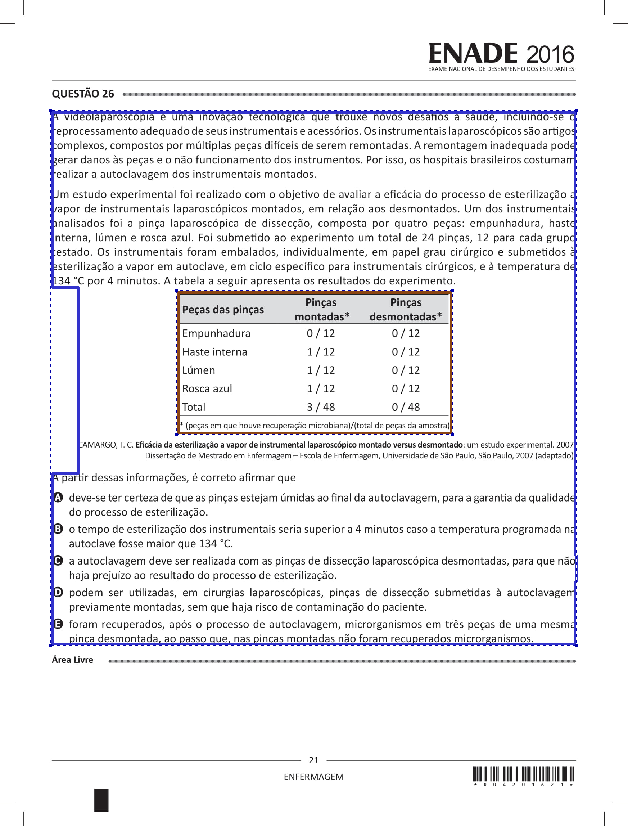 ENADE 2016
EXAME NACIONAL DE DESEMPENHO DOS ESTUDANTES
QUESTÃO 26
A videolaparoscopia é uma inovação tecnológica que trouxe novos desafios à saúde, incluindo-se o
reprocessamento adequado de seus instrumentais e acessórios. Os instrumentais laparoscópicos são artigos
complexos, compostos por múltiplas peças difíceis de serem remontadas. A remontagem inadequada pode
gerar danos às peças e o não funcionamento dos instrumentos. Por isso, os hospitais brasileiros costumam
realizar a autoclavagem dos instrumentais montados.
Um estudo experimental foi realizado com o objetivo de avaliar a eficácia do processo de esterilização a
vapor de instrumentais laparoscópicos montados, em relação aos desmontados. Um dos instrumentais
analisados foi a pinça laparoscópica de dissecção, composta por quatro peças: empunhadura, haste
interna, lúmen e rosca azul. Foi submetido ao experimento um total de 24 pinças, 12 para cada grupo
testado. Os instrumentais foram embalados, individualmente, em papel grau cirúrgico e submetidos à
esterilização a vapor em autoclave, em ciclo específico para instrumentais cirúrgicos, e à temperatura de
134 °C por 4 minutos. A tabela a seguir apresenta os resultados do experimento.
Peças das pinças Pinças montadas* Pinças desmontadas*
Empunhadura 0 / 12 0 / 12
Haste interna 1 / 12 0 / 12
Lúmen 1 / 12 0 / 12
Rosca azul 1 / 12 0 / 12
Total 3 / 48 0 / 48
* (peças em que houve recuperação microbiana)/(total de peças da amostra)
CAMARGO, T. C. Eficácia da esterilização a vapor de instrumental laparoscópico montado versus desmontado: um estudo experimental. 2007.
Dissertação de Mestrado em Enfermagem – Escola de Enfermagem, Universidade de São Paulo, São Paulo, 2007 (adaptado).
A partir dessas informações, é correto afirmar que
A deve-se ter certeza de que as pinças estejam úmidas ao final da autoclavagem, para a garantia da qualidade
do processo de esterilização.
B o tempo de esterilização dos instrumentais seria superior a 4 minutos caso a temperatura programada na
autoclave fosse maior que 134 °C.
C a autoclavagem deve ser realizada com as pinças de dissecção laparoscópica desmontadas, para que não
haja prejuízo ao resultado do processo de esterilização.
D podem ser utilizadas, em cirurgias laparoscópicas, pinças de dissecção submetidas à autoclavagem
previamente montadas, sem que haja risco de contaminação do paciente.
E foram recuperados, após o processo de autoclavagem, microrganismos em três peças de uma mesma
pinça desmontada, ao passo que, nas pinças montadas não foram recuperados microrganismos.
Área Livre
21
ENFERMAGEM